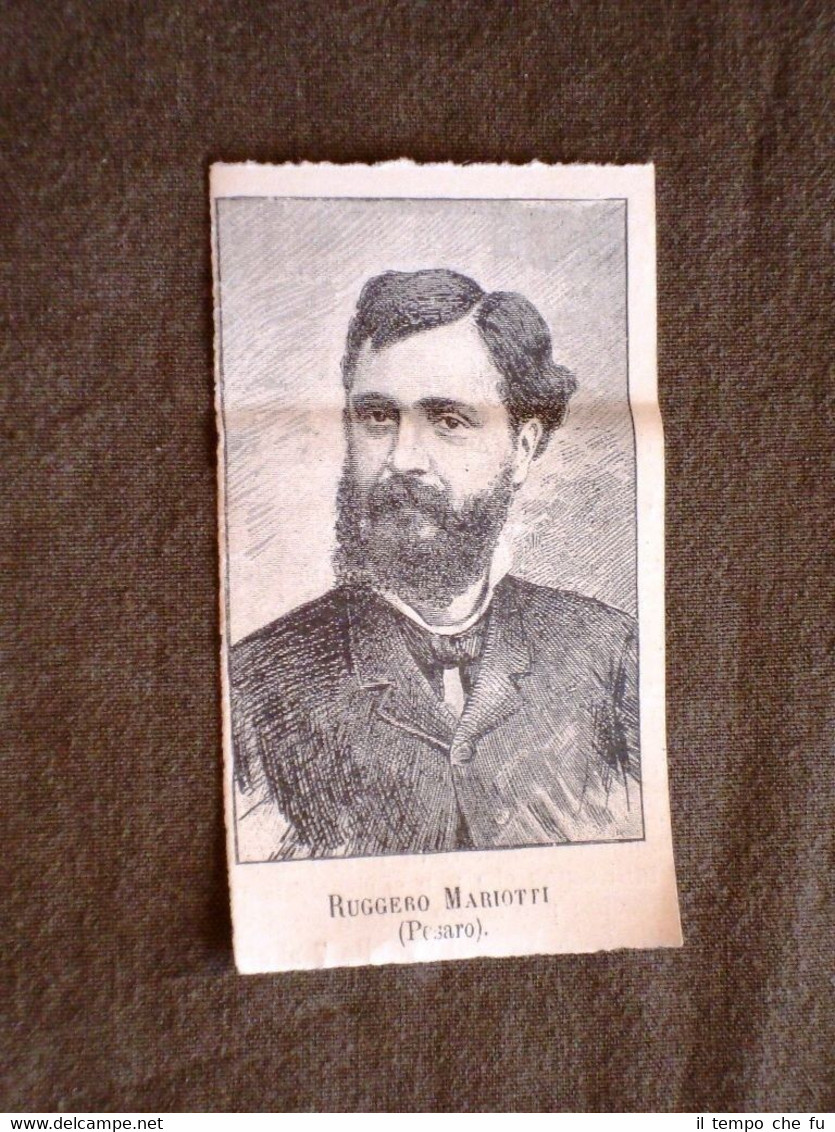 RUGGERO MARIOTTI
(Pesaro).
www.delcampe.net
il tempo che fu